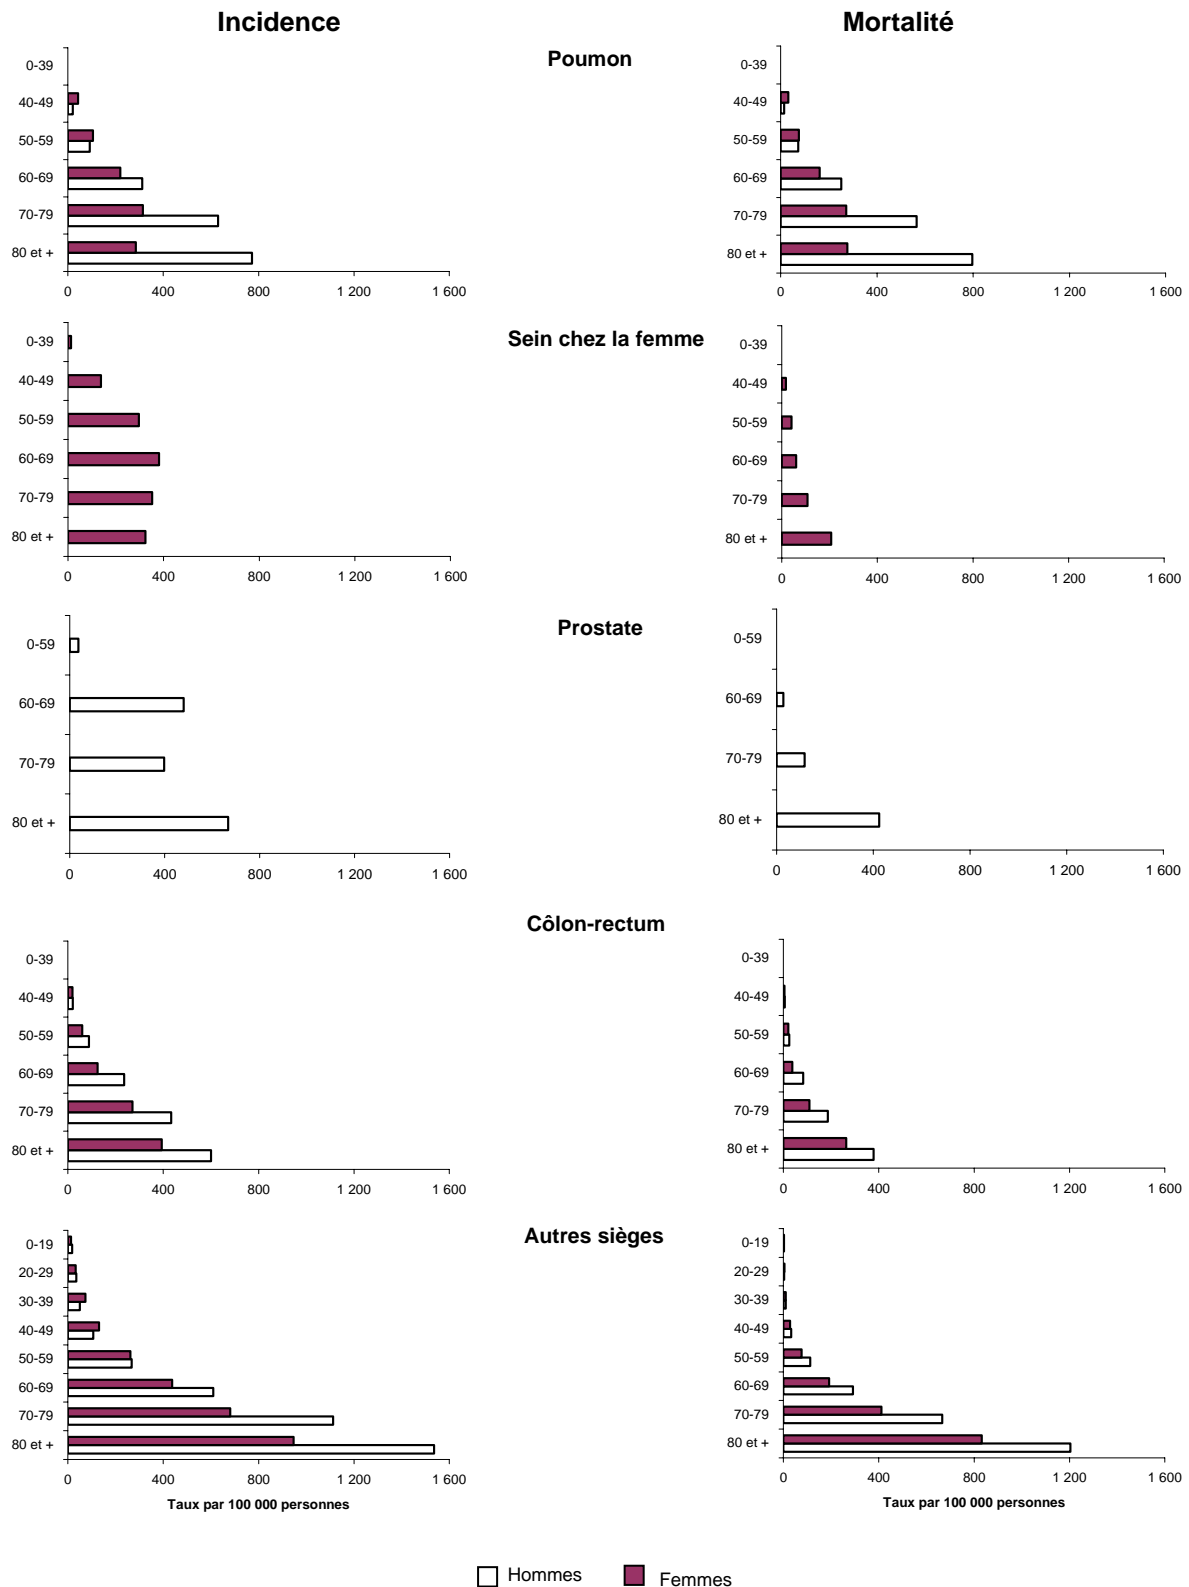 Incidence
Mortalité
Poumon
0-39
40-49
50-59
60-69
70-79
80 et +
0 400 800 1 200 1 600
0-39
40-49
50-59
60-69
70-79
80 et +
0 400 800 1 200 1 600
Sein chez la femme
0-39
40-49
50-59
60-69
70-79
80 et +
0 400 800 1 200 1 600
0-39
40-49
50-59
60-69
70-79
80 et +
0 400 800 1 200 1 600
Prostate
0-59
60-69
70-79
80 et +
0 400 800 1 200 1 600
0-59
60-69
70-79
80 et +
0 400 800 1 200 1 600
Côlon-rectum
0-39
40-49
50-59
60-69
70-79
80 et +
0 400 800 1 200 1 600
0-39
40-49
50-59
60-69
70-79
80 et +
0 400 800 1 200 1 600
Autres sièges
0-19
20-29
30-39
40-49
50-59
60-69
70-79
80 et +
0 400 800 1 200 1 600
Taux par 100 000 personnes
0-19
20-29
30-39
40-49
50-59
60-69
70-79
80 et +
0 400 800 1 200 1 600
Taux par 100 000 personnes
Hommes Femmes